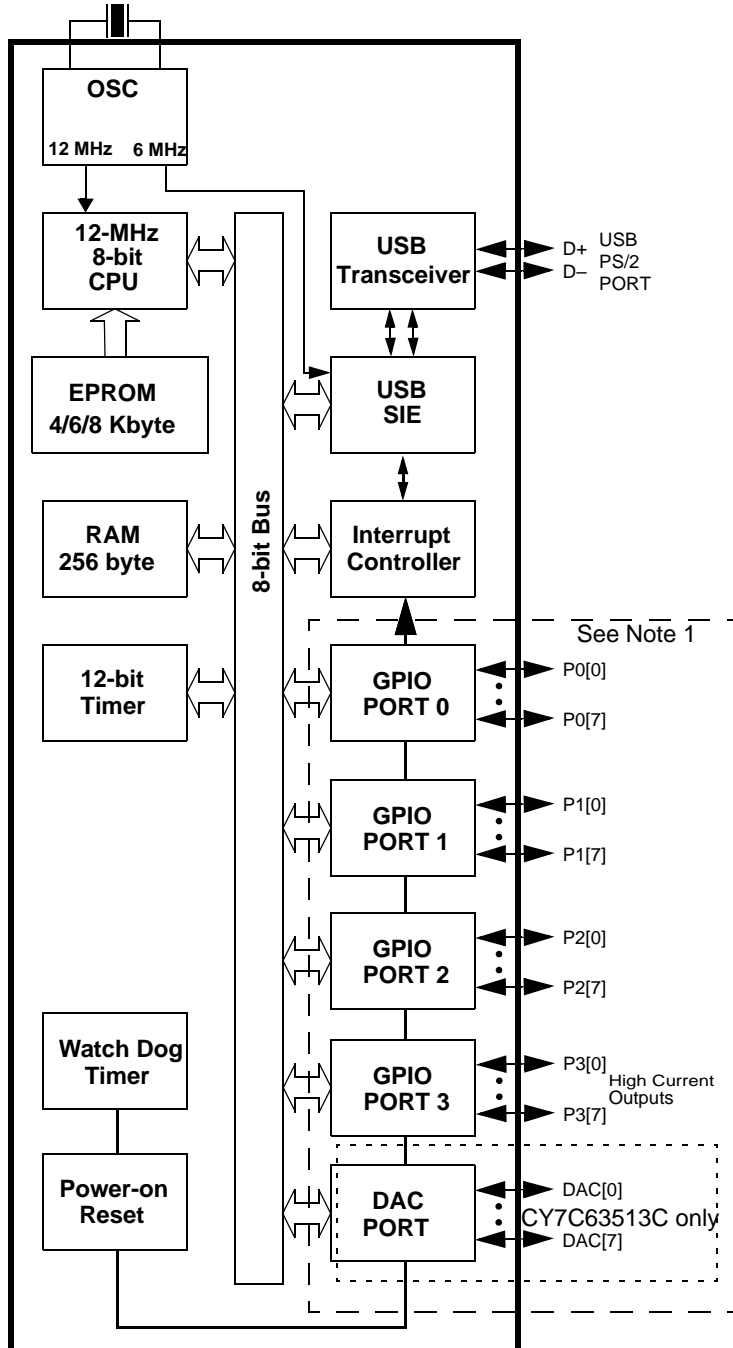 OSC
12 MHz 6 MHz
12-MHz
8-bit
CPU
USB
Transceiver
D+
D–
USB
PS/2
PORT
EPROM
4/6/8 Kbyte
USB
SIE
8-bit Bus
RAM
256 byte
Interrupt
Controller
See Note 1
12-bit
Timer
GPIO
PORT 0
P0[0]
P0[7]
GPIO
PORT 1
P1[0]
P1[7]
GPIO
PORT 2
P2[0]
P2[7]
Watch Dog
Timer
GPIO
PORT 3
P3[0]
High Current
Outputs
P3[7]
Power-on
Reset
DAC
PORT
DAC[0]
CY7C63513C only
DAC[7]